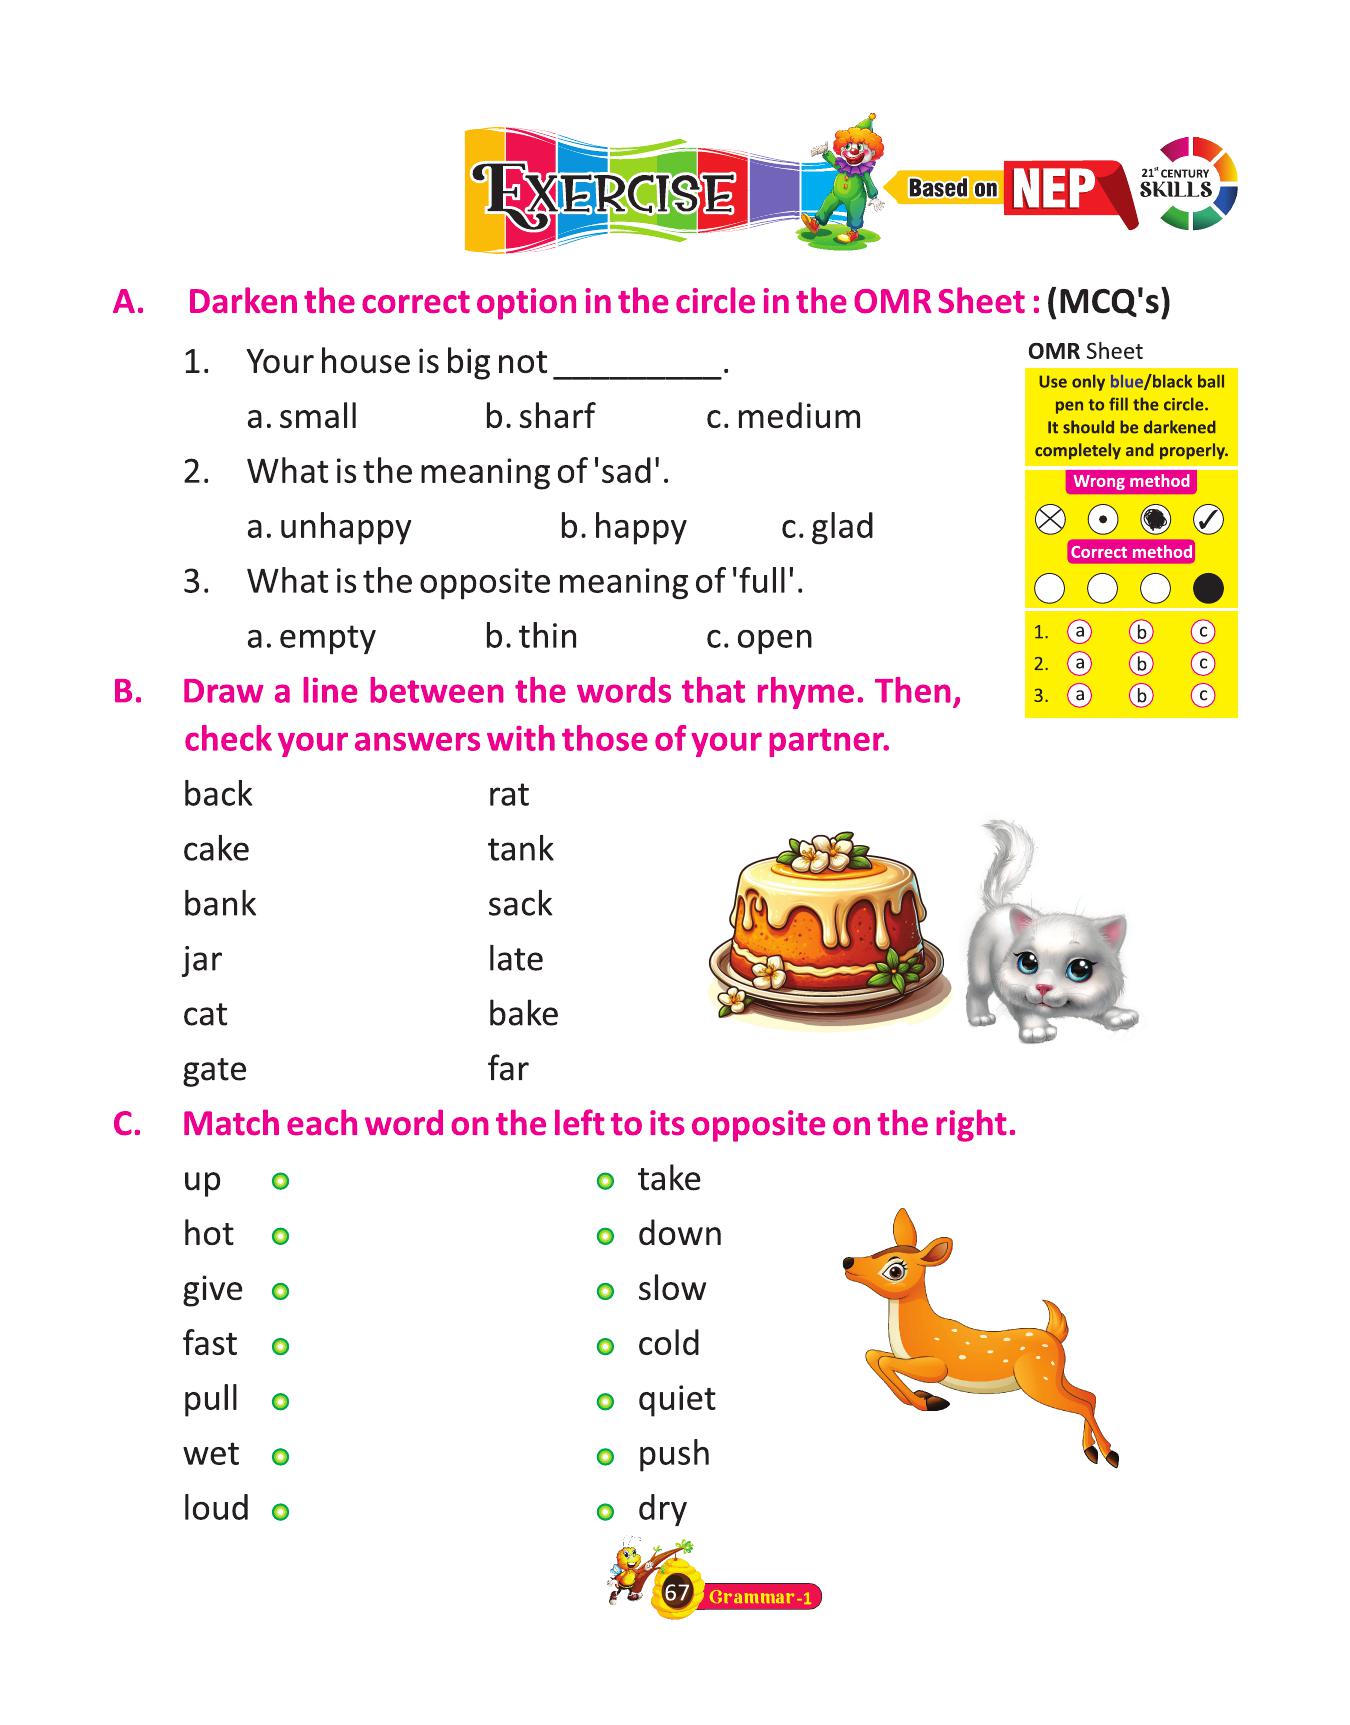 EXERCISE
Based on NEP
21st CENTURY
SKILLS
A. Darken the correct option in the circle in the OMR Sheet : (MCQ's)
1. Your house is big not _________.
a. small b. sharf c. medium
2. What is the meaning of 'sad'.
a. unhappy b. happy c. glad
3. What is the opposite meaning of 'full'.
a. empty b. thin c. open
OMR Sheet
Use only blue/black ball
pen to fill the circle.
It should be darkened
completely and properly.
Wrong method
Correct method
1. a b c
2. a b c
3. a b c
B. Draw a line between the words that rhyme. Then,
check your answers with those of your partner.
back rat
cake tank
bank sack
jar late
cat bake
gate far
C. Match each word on the left to its opposite on the right.
up take
hot down
give slow
fast cold
pull quiet
wet push
loud dry
67 Grammar-1